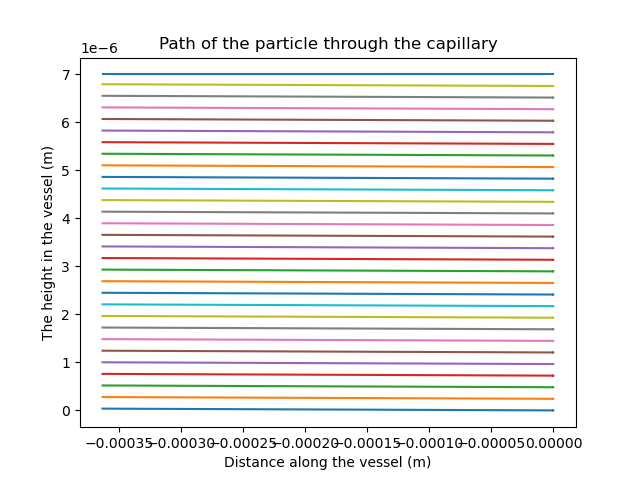 Path of the particle through the capillary
1e−6
7
6
5
4
3
2
1
0
The height in the vessel (m)
−0.00035 −0.00030 −0.00025 −0.00020 −0.00015 −0.00010 −0.00005 0.00000
Distance along the vessel (m)